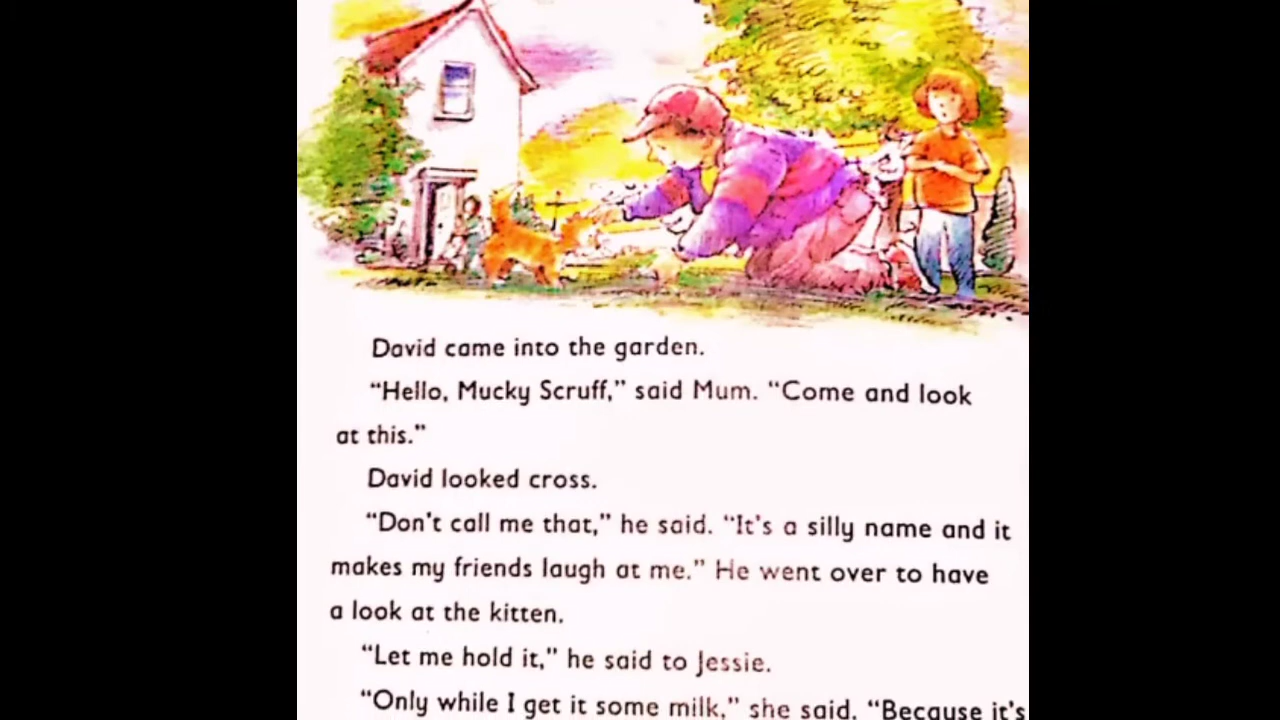 David came into the garden.
“Hello, Mucky Scruff,” said Mum. “Come and look
at this.”
David looked cross.
“Don't call me that,” he said. “It's a silly name and it
makes my friends laugh at me.” He went over to have
a look at the kitten.
“Let me hold it,” he said to Jessie.
“Only while I get it some milk,” she said. “Because it's